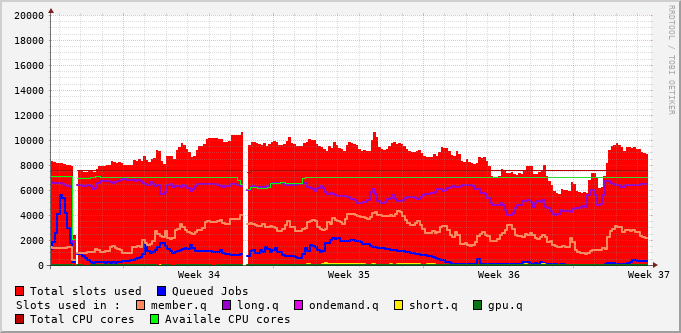 20000
18000
16000
14000
12000
10000
8000
6000
4000
2000
0
Week 34 Week 35 Week 36 Week 37
RRDTOOL / TOBI OETIKER
Total slots used Queued Jobs
Slots used in : member.q long.q ondemand.q short.q gpu.q
Total CPU cores Availale CPU cores